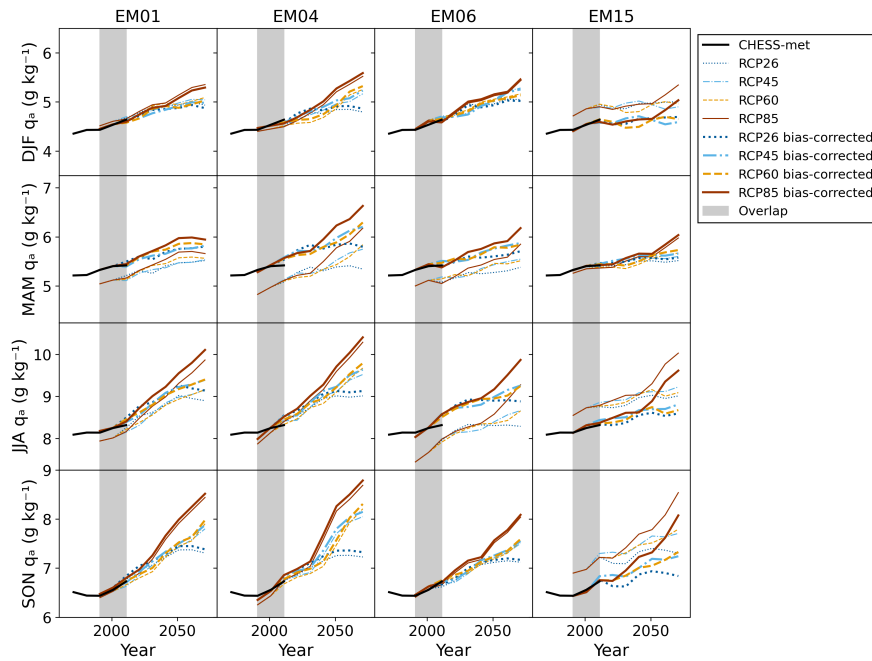 EM01 EM04 EM06 EM15
DJF qₐ (g kg⁻¹)
6
5
4
MAM qₐ (g kg⁻¹)
7
6
5
JJA qₐ (g kg⁻¹)
10
9
8
9
SON qₐ (g kg⁻¹)
8
7
6
2000 2050 2000 2050 2000 2050 2000 2050
Year Year Year Year
CHESS-met
RCP26
RCP45
RCP60
RCP85
RCP26 bias-corrected
RCP45 bias-corrected
RCP60 bias-corrected
RCP85 bias-corrected
Overlap